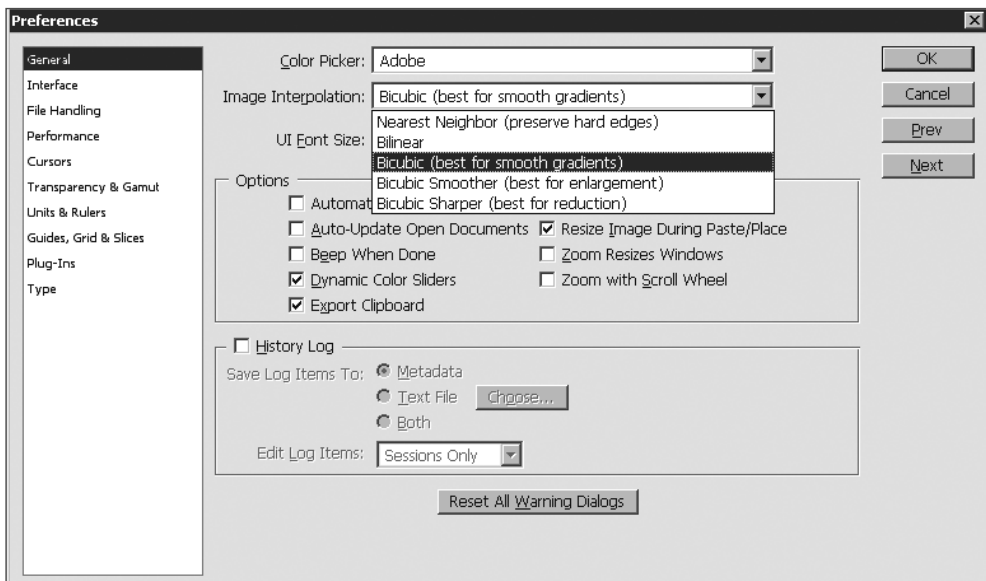 Preferences
General
Interface
File Handling
Performance
Cursors
Transparency & Gamut
Units & Rulers
Guides, Grid & Slices
Plug-Ins
Type
Color Picker: Adobe
Image Interpolation: Bicubic (best for smooth gradients)
Nearest Neighbor (preserve hard edges)
Bilinear
Bicubic (best for smooth gradients)
Bicubic Smoother (best for enlargement)
Bicubic Sharper (best for reduction)
UI Font Size:
Options
Automat
Auto-Update Open Documents
Resize Image During Paste/Place
Beep When Done
Zoom Resizes Windows
Dynamic Color Sliders
Zoom with Scroll Wheel
Export Clipboard
History Log
Save Log Items To:
Metadata
Text File
Choose...
Both
Edit Log Items: Sessions Only
Reset All Warning Dialogs
OK
Cancel
Prev
Next